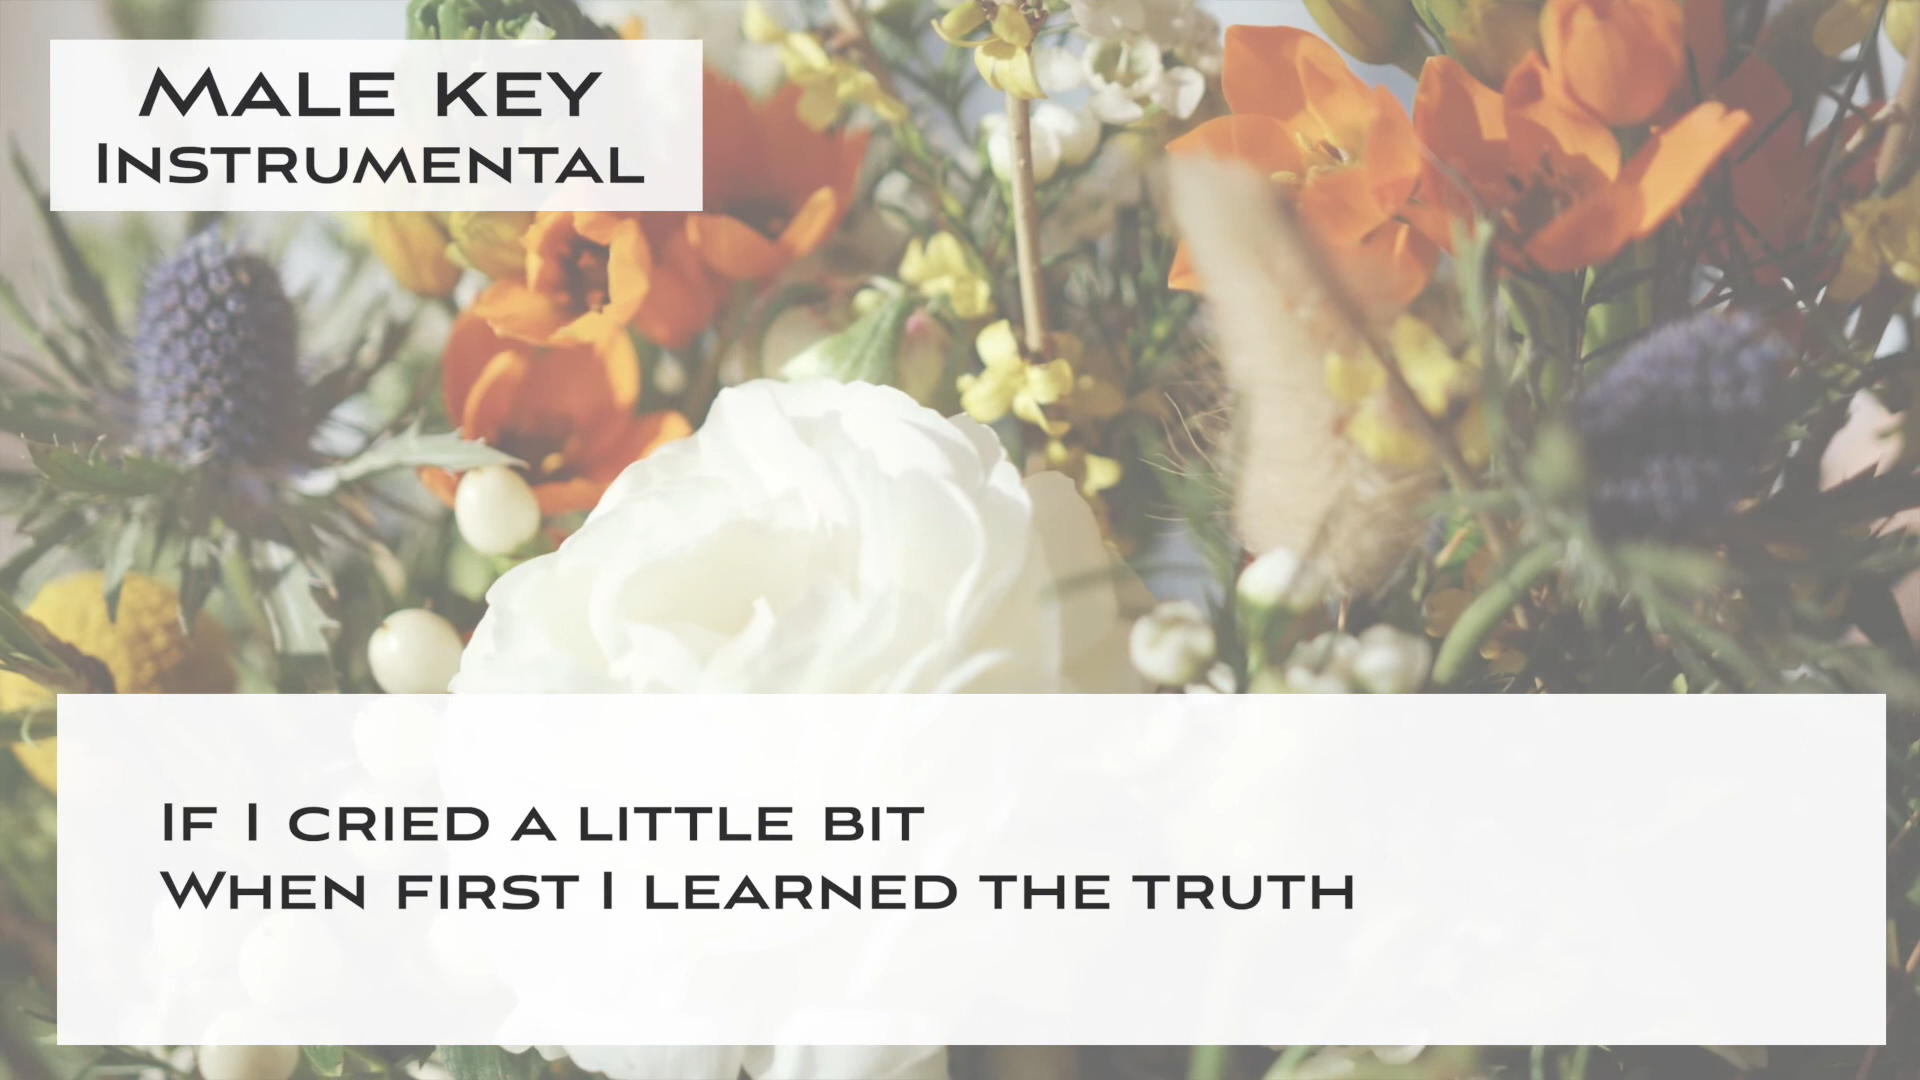 Male key
Instrumental
If I cried a little bit
When first I learned the truth